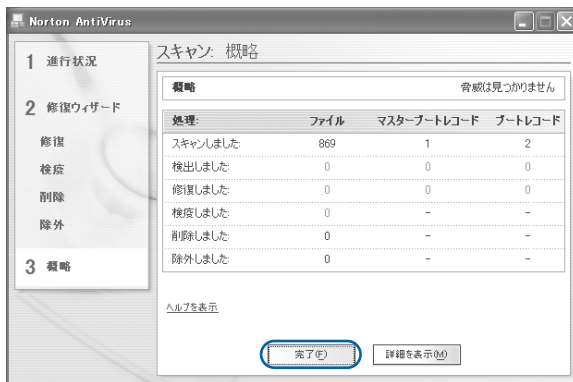 Norton AntiVirus
1 進行状況
2 修復ウィザード
修復
検疫
削除
除外
3 概略
スキャン: 概略
概略 脅威は見つかりません
処理: ファイル マスターブートレコード ブートレコード
スキャンしました: 869 1 2
検出しました: 0 0 0
修復しました: 0 0 0
検疫しました: 0 – –
削除しました: 0 – –
除外しました: 0 – –
ヘルプを表示
完了(F) 詳細を表示(M)